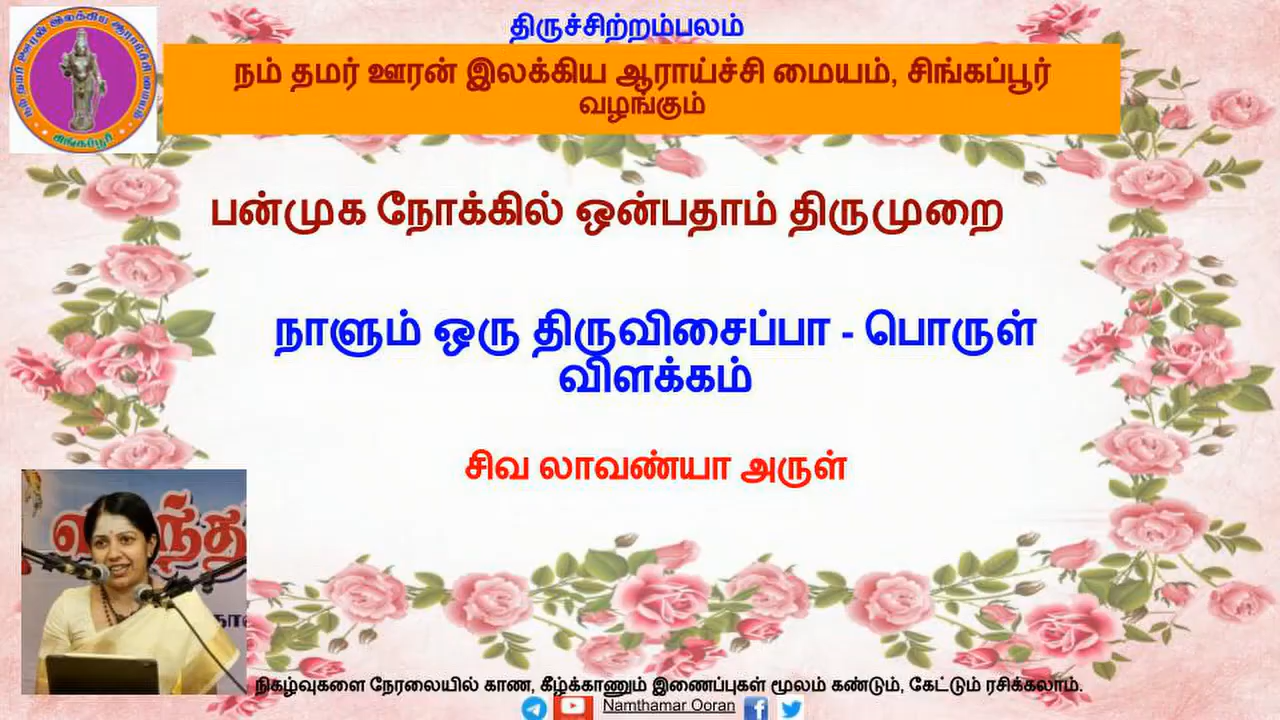 திருச்சிற்றம்பலம்
நம் தமர் ஊரன் இலக்கிய ஆராய்ச்சி மையம், சிங்கப்பூர்
வழங்கும்
பன்முக நோக்கில் ஒன்பதாம் திருமுறை
நாளும் ஒரு திருவிசைப்பா - பொருள்
விளக்கம்
சிவ லாவண்யா அருள்
நிகழ்வுகளை நேரலையில் காண, கீழ்க்காணும் இணைப்புகள் மூலம் கண்டும், கேட்டும் ரசிக்கலாம்.
Namthamar Ooran